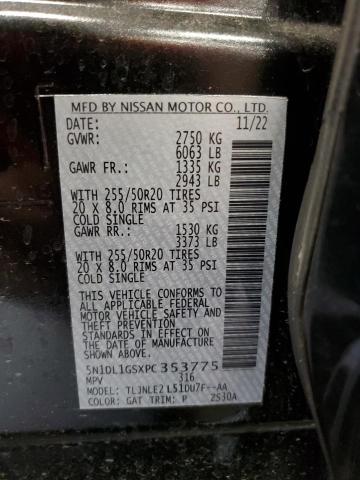 MFD BY NISSAN MOTOR CO., LTD.
DATE: 11/22
GVWR: 2750 KG
6063 LB
GAWR FR.: 1335 KG
2943 LB
WITH 255/50R20 TIRES
20 X 8.0 RIMS AT 35 PSI
COLD SINGLE
GAWR RR.: 1530 KG
3373 LB
WITH 255/50R20 TIRES
20 X 8.0 RIMS AT 35 PSI
COLD SINGLE
THIS VEHICLE CONFORMS TO
ALL APPLICABLE FEDERAL
MOTOR VEHICLE SAFETY AND
THEFT PREVENTION STANDARDS
IN EFFECT ON THE DATE OF
MANUFACTURE SHOWN
ABOVE.
5N1DL1GSXPC353775
MPV 316
MODEL: TLJNLE2 L51DU7F--AA
COLOR: GAT TRIM: P ZS30A